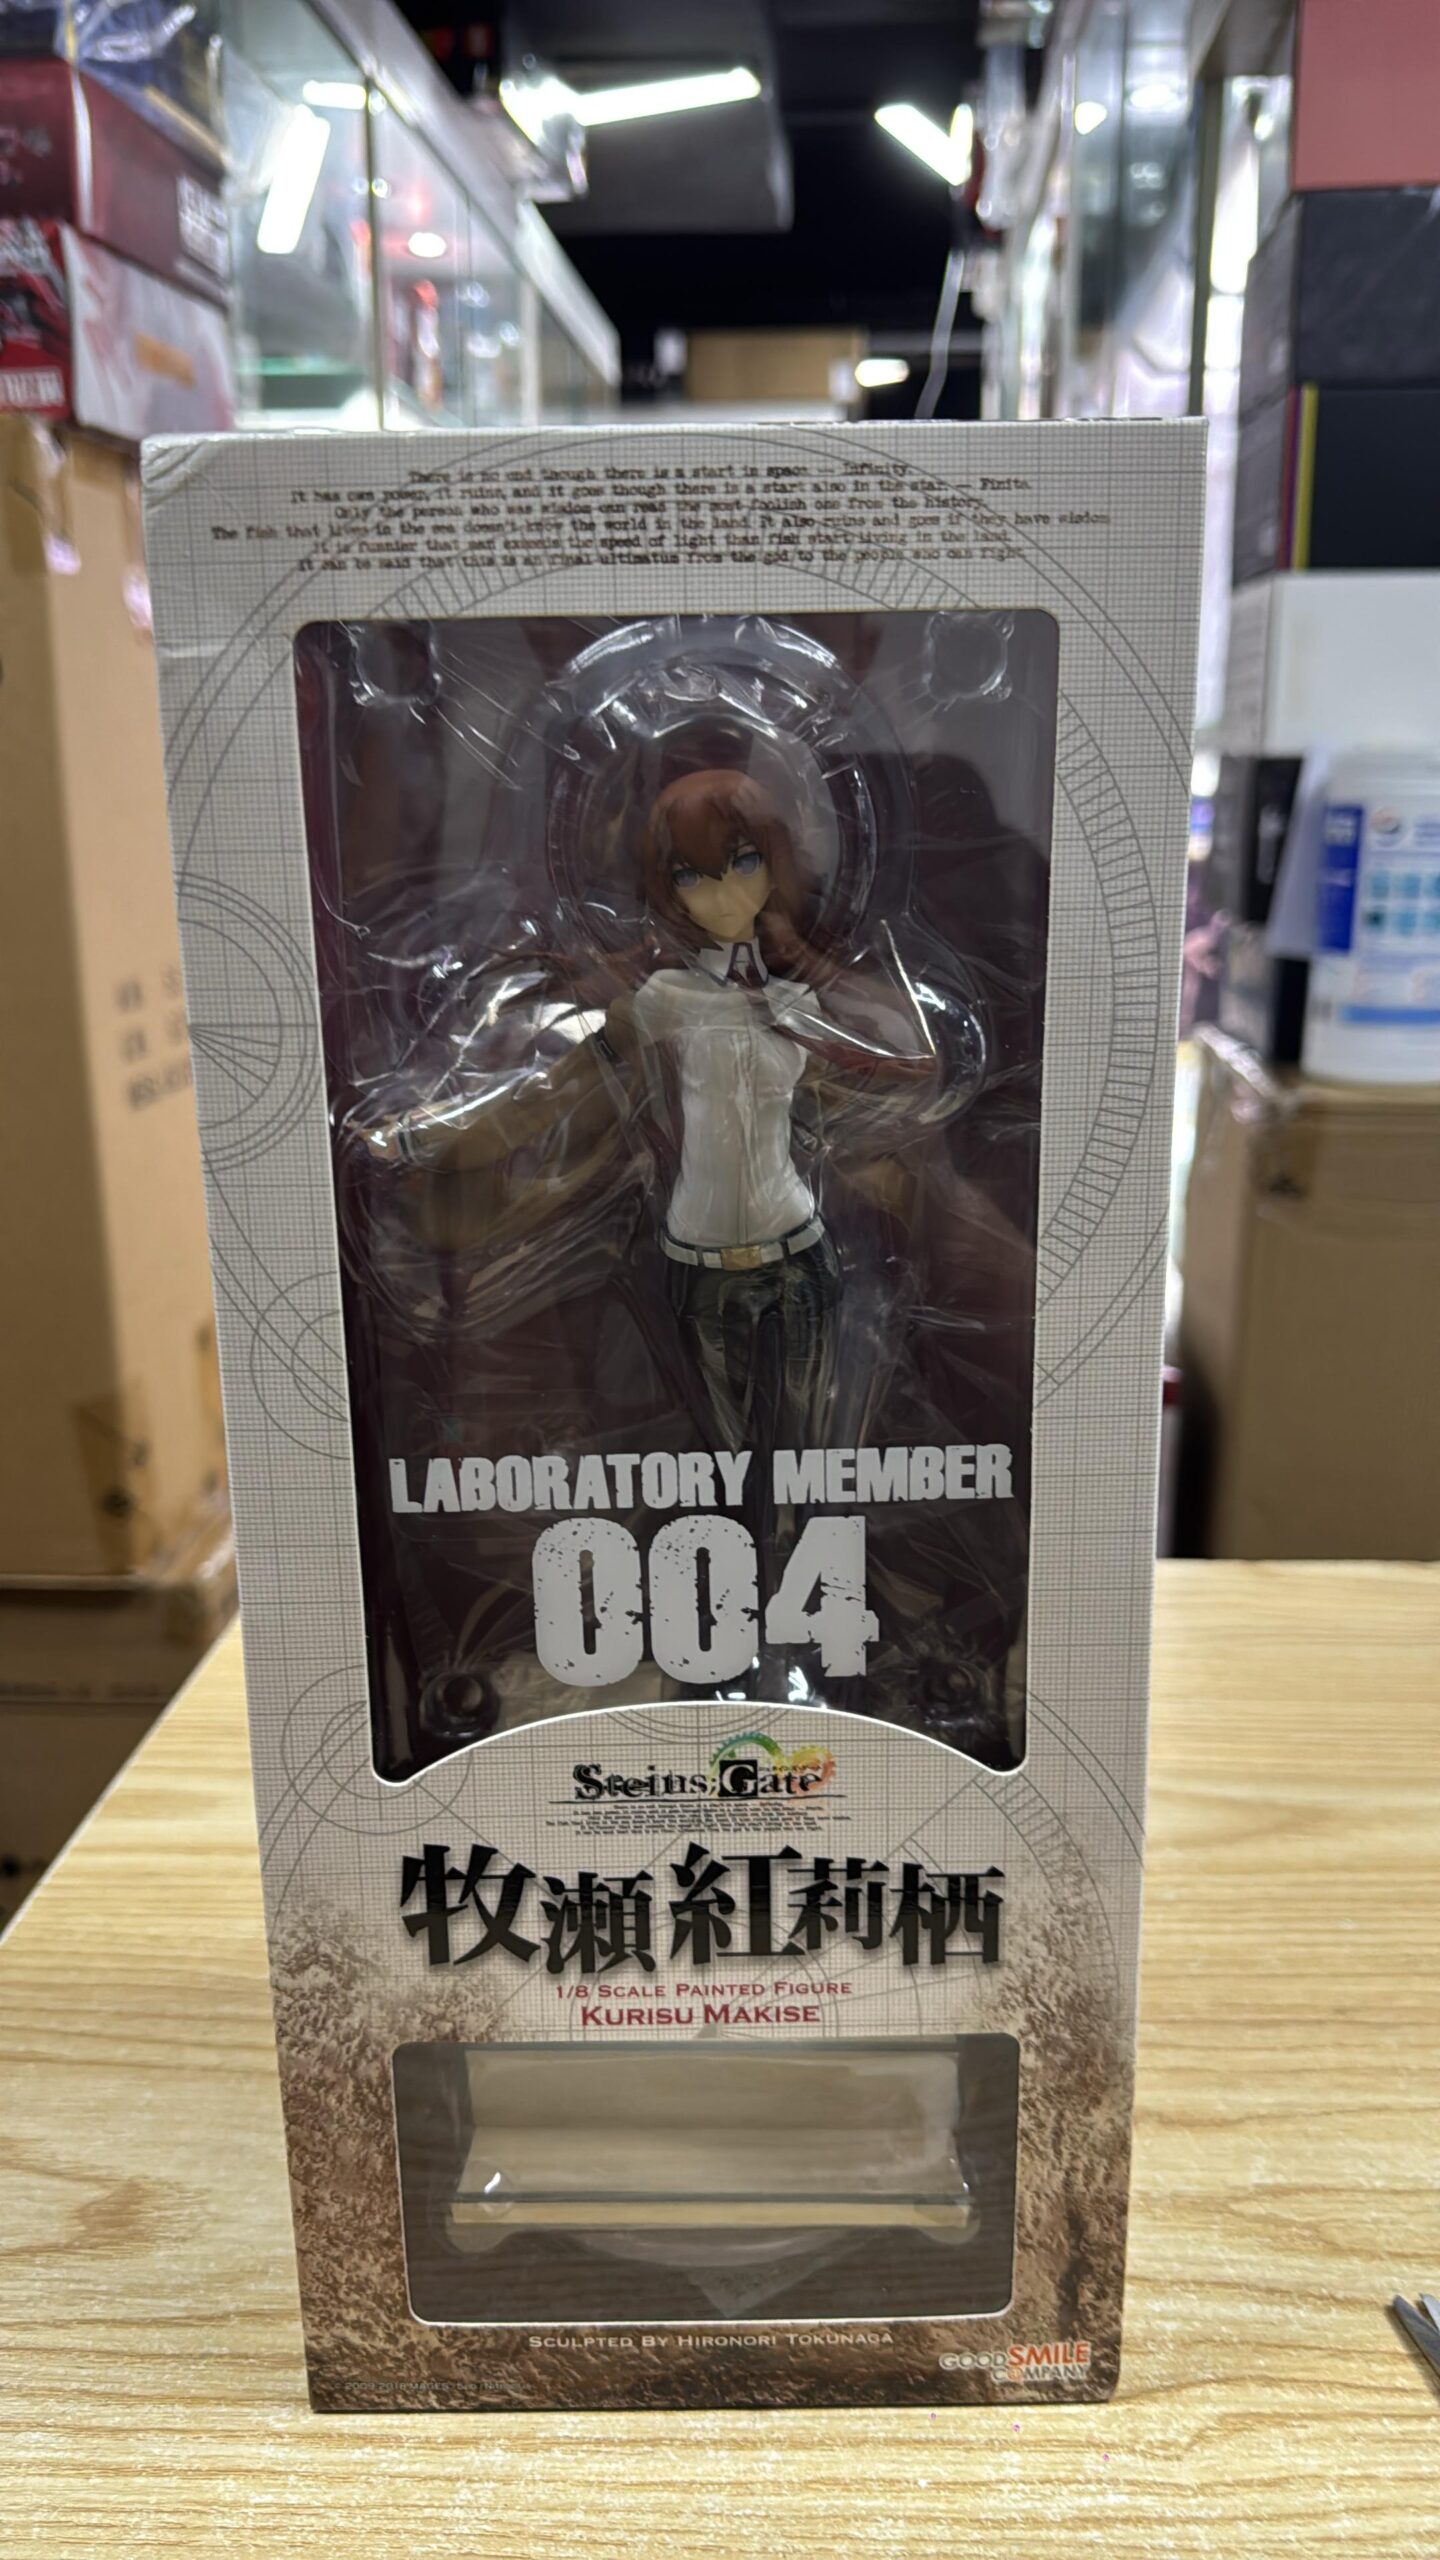 There is no end though there is a start in space — Infinity.
It has own power, it ruins, and it goes though there is a start also in the star — Finite.
Only the person who was wisdom can read the most foolish one from the history.
The fish that lives in the sea doesn't know the world in the land. It also ruins and goes if they have wisdom.
It is funnier that man exceeds the speed of light than fish start living in the land.
It can be said that this is an final ultimatum from the god to the people who can fight.
LABORATORY MEMBER
004
Steins;Gate
牧瀬紅莉栖
1/8 SCALE PAINTED FIGURE
KURISU MAKISE
SCULPTED BY HIRONORI TOKUNAGA
GOOD SMILE
COMPANY